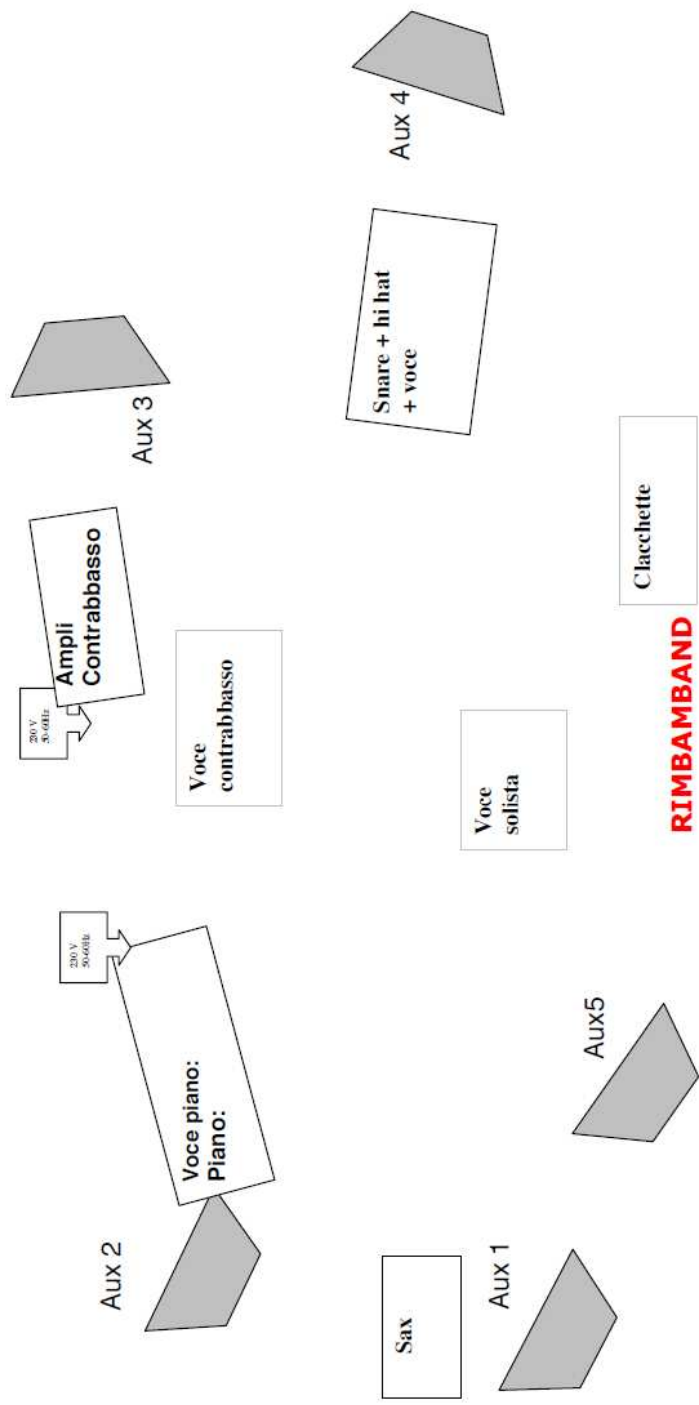 230 V
50-60Hz
Ampli
Contrabbasso
Aux 3
230 V
50-60Hz
Voce
contrabbasso
Voce piano:
Piano:
Aux 2
Snare + hi hat
+ voce
Aux 4
Voce
solista
Sax
Aux 1
Aux5
Clacchette
RIMBAMBAND